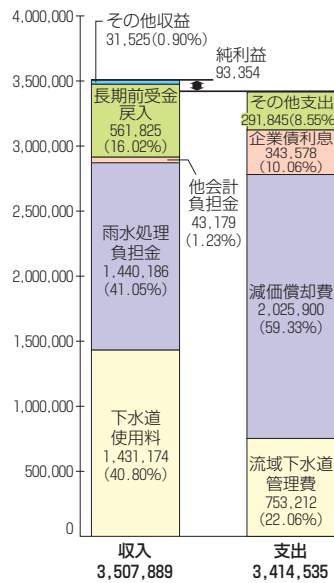 4,000,000
3,500,000
3,000,000
2,500,000
2,000,000
1,500,000
1,000,000
500,000
0
その他収益
31,525(0.90%)
純利益
93,354
長期前受金
戻入
561,825
(16.02%)
他会計
負担金
43,179
(1.23%)
雨水処理
負担金
1,440,186
(41.05%)
下水道
使用料
1,431,174
(40.80%)
その他支出
291,845(8.55%)
企業債利息
343,578
(10.06%)
減価償却費
2,025,900
(59.33%)
流域下水道
管理費
753,212
(22.06%)
収入
3,507,889
支出
3,414,535